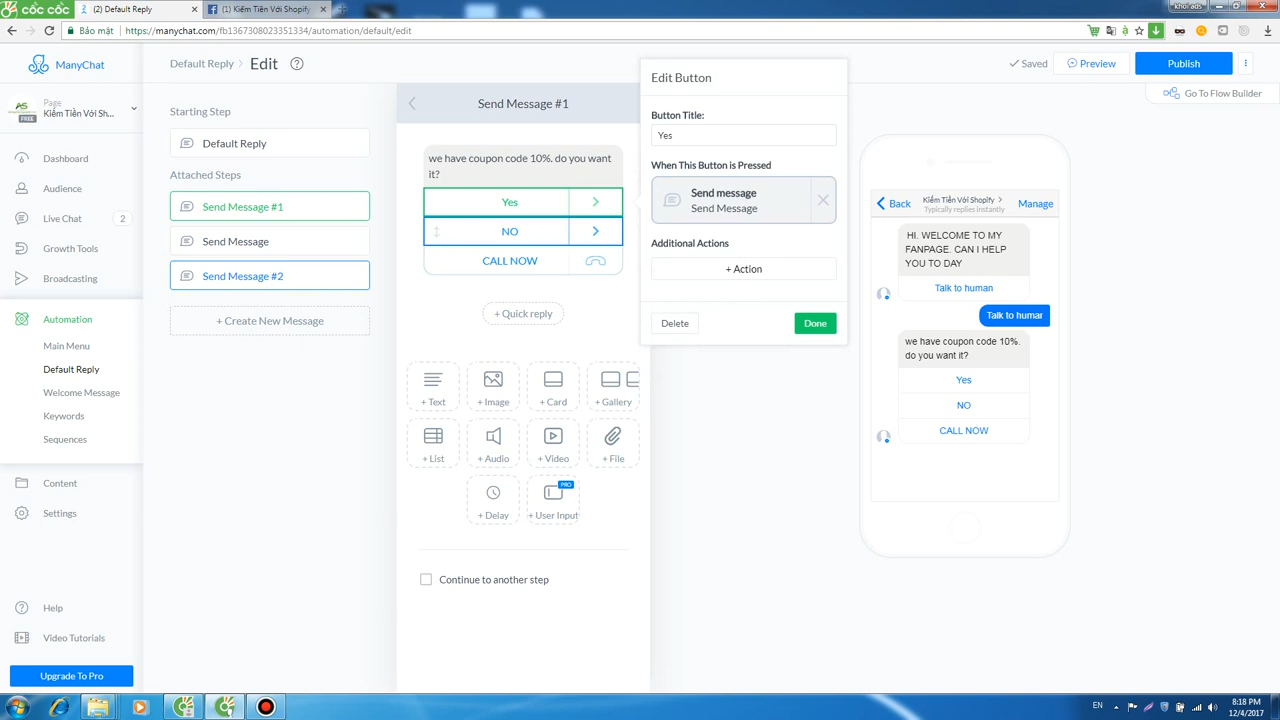 CỐC CỐC
(2) Default Reply
(1) Kiếm Tiền Với Shopify
khoi ads
Bảo mật
https://manychat.com/fb1367308023351334/automation/default/edit
ManyChat
Default Reply
Edit
?
Saved
Preview
Publish
Page
Kiếm Tiền Với Sh...
FREE
AS
Go To Flow Builder
Dashboard
Audience
Live Chat
2
Growth Tools
Broadcasting
Automation
Main Menu
Default Reply
Welcome Message
Keywords
Sequences
Content
Settings
Help
Video Tutorials
Upgrade To Pro
Starting Step
Default Reply
Attached Steps
Send Message #1
Send Message
Send Message #2
+ Create New Message
Send Message #1
we have coupon code 10%. do you want
it?
Yes
NO
CALL NOW
+ Quick reply
+ Text
+ Image
+ Card
+ Gallery
+ List
+ Audio
+ Video
+ File
PRO
+ Delay
+ User Input
Continue to another step
Edit Button
Button Title:
Yes
When This Button is Pressed
Send message
Send Message
Additional Actions
+ Action
Delete
Done
Back
Kiếm Tiền Với Shopify
Typically replies instantly
Manage
HI. WELCOME TO MY
FANPAGE. CAN I HELP
YOU TO DAY
Talk to human
Talk to human
we have coupon code 10%.
do you want it?
Yes
NO
CALL NOW
EN
8:18 PM
12/4/2017